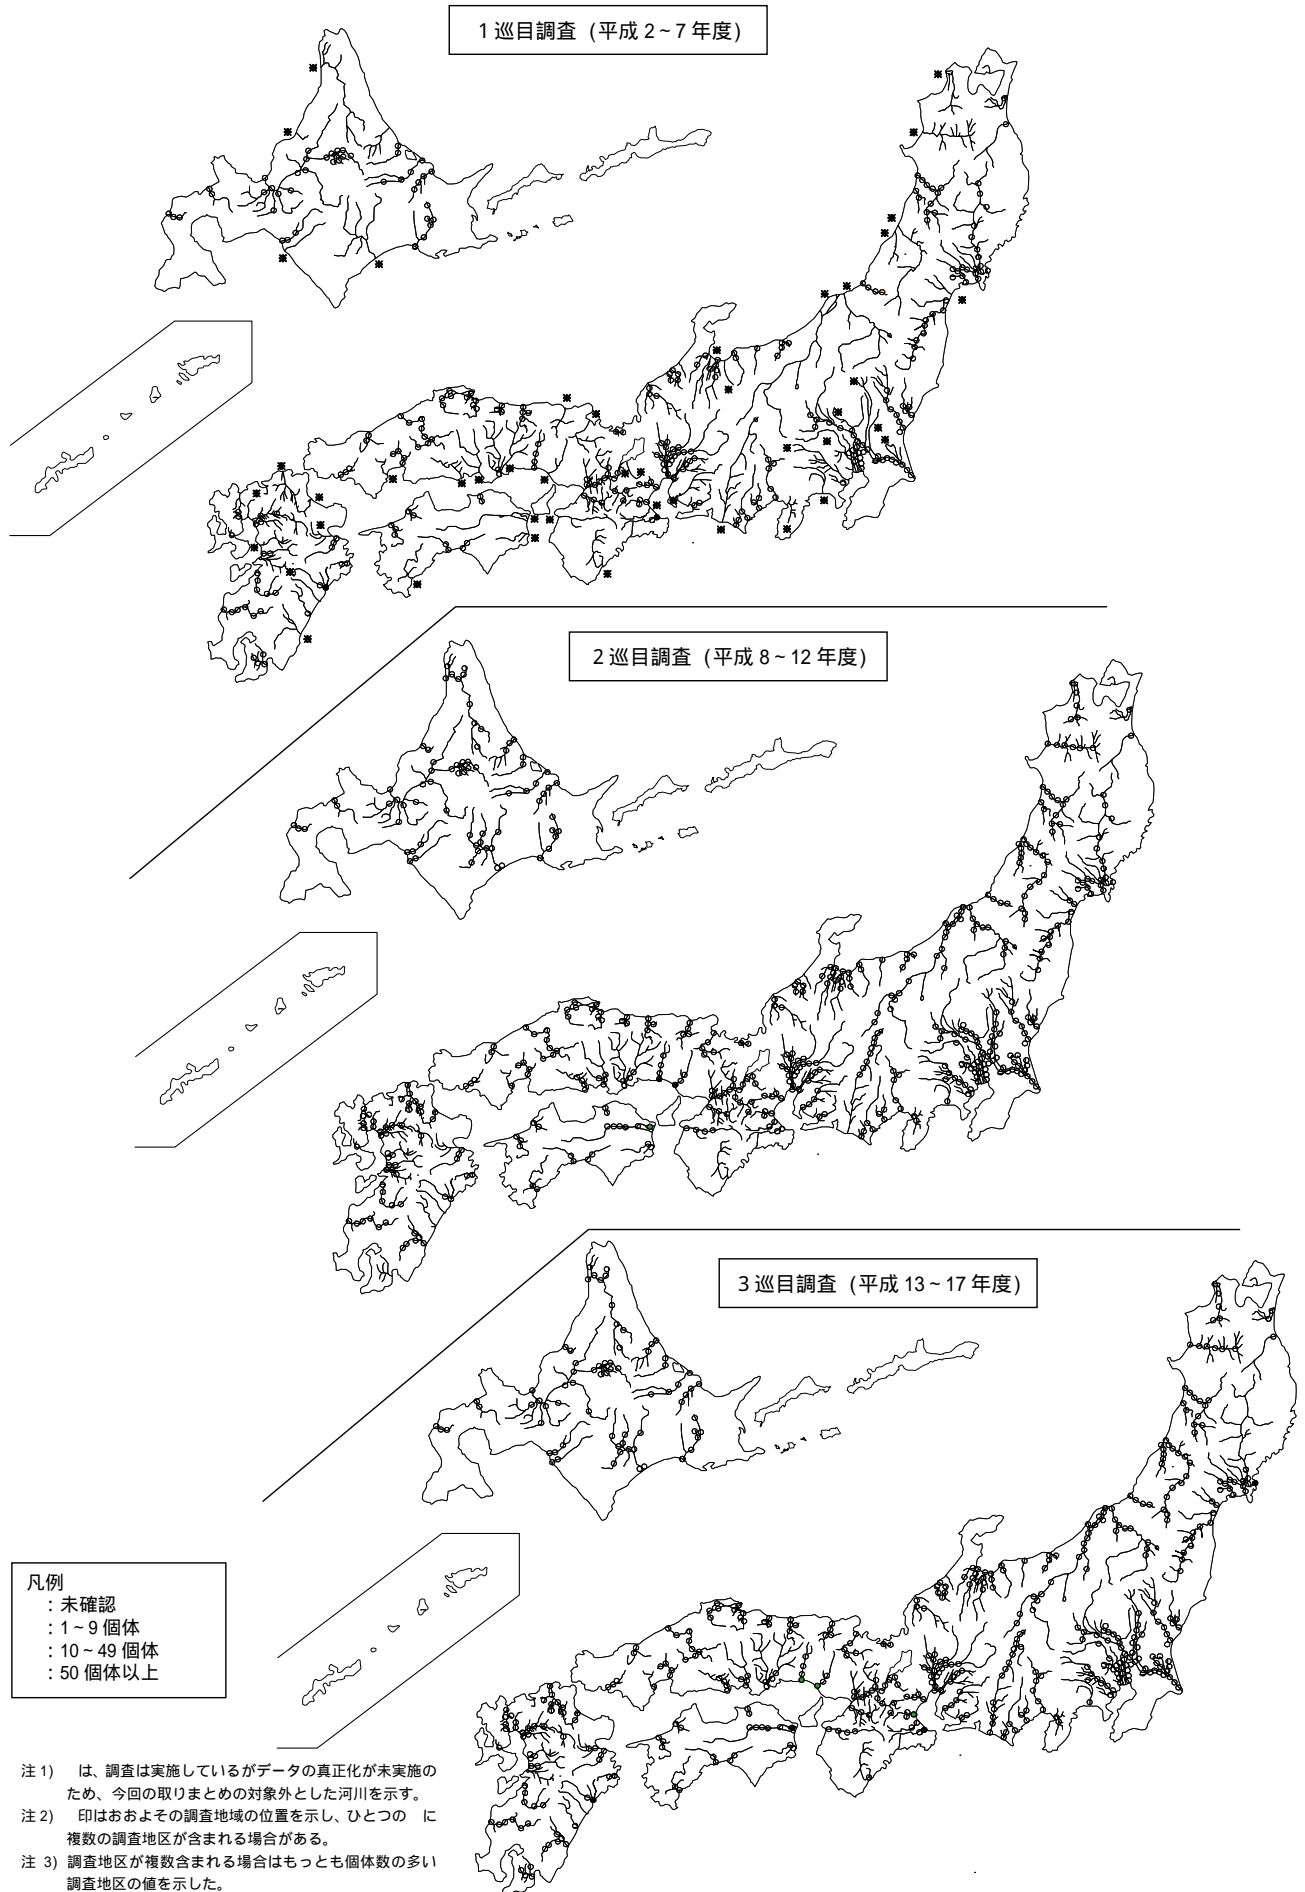 1巡目調査 (平成 2~7 年度)
2巡目調査 (平成 8~12 年度)
3巡目調査 (平成 13~17 年度)
凡例
: 未確認
: 1~9 個体
: 10~49 個体
: 50 個体以上
注 1) は、調査は実施しているがデータの真正化が未実施の
ため、今回の取りまとめの対象外とした河川を示す。
注 2) 印はおおよその調査地域の位置を示し、ひとつの に
複数の調査地区が含まれる場合がある。
注 3) 調査地区が複数含まれる場合はもっとも個体数の多い
調査地区の値を示した。